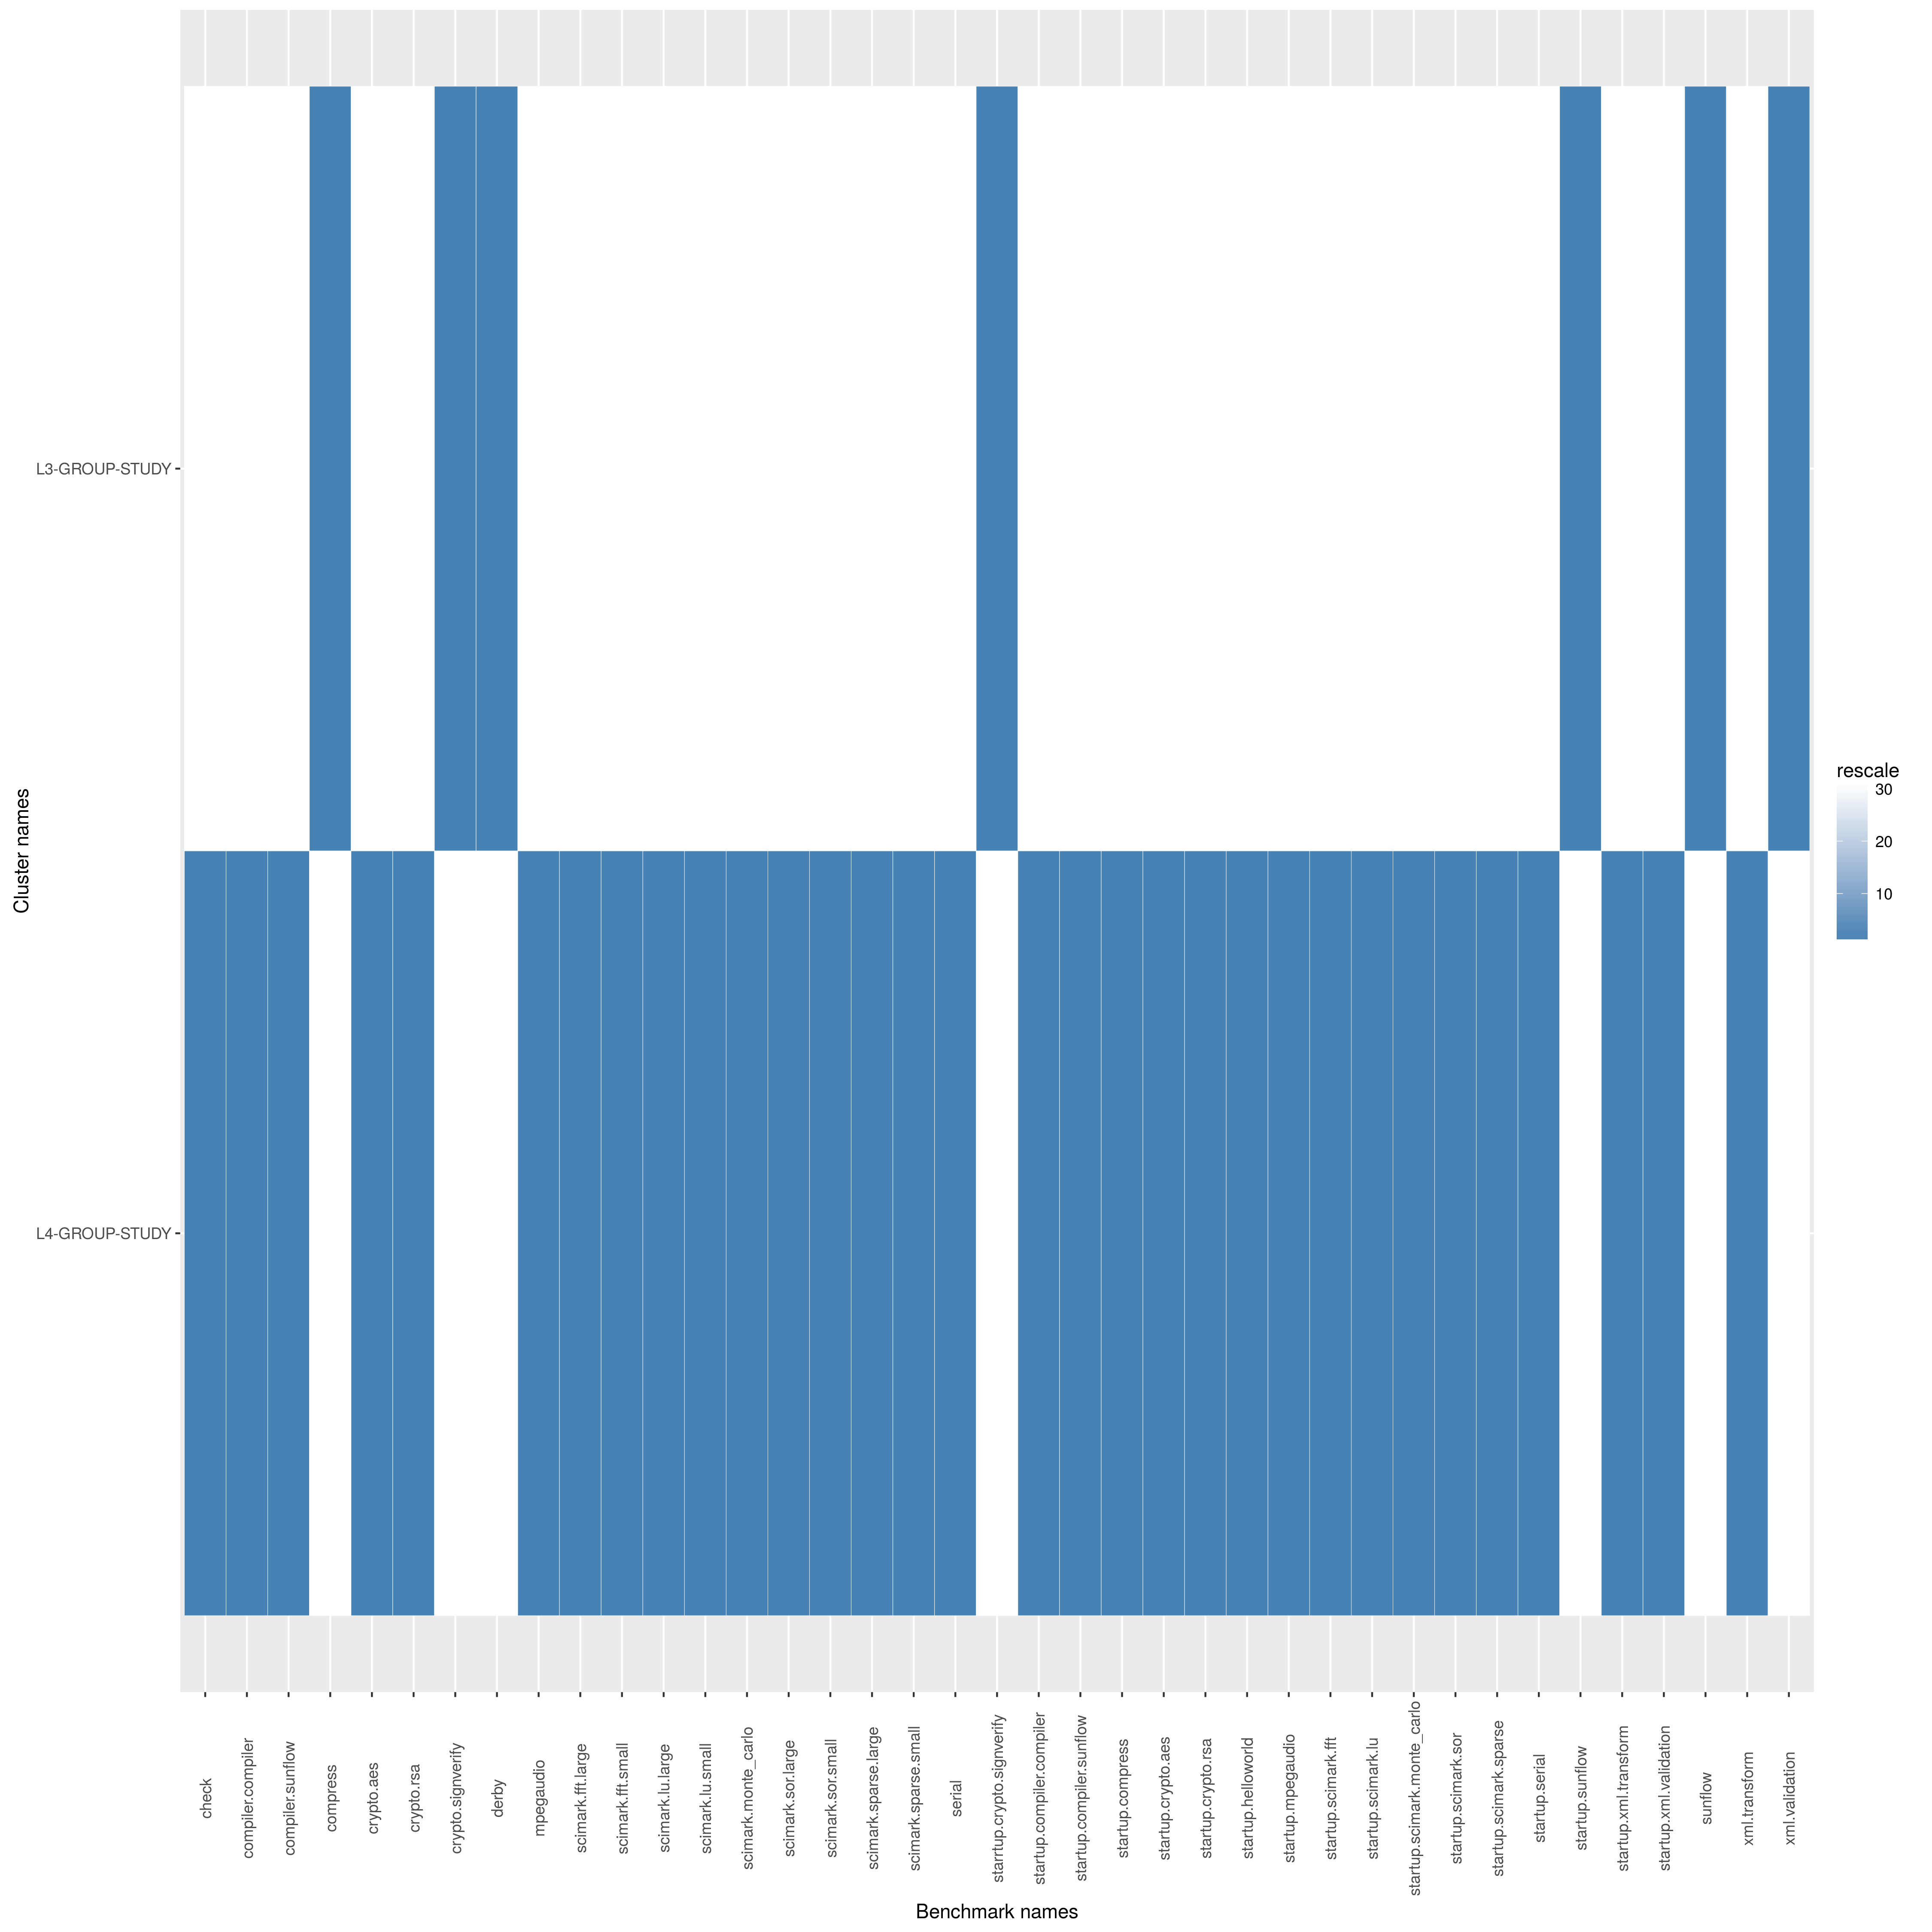 L3-GROUP-STUDY
L4-GROUP-STUDY
Cluster names
rescale
30
20
10
check
compiler.compiler
compiler.sunflow
compress
crypto.aes
crypto.rsa
crypto.signverify
derby
mpegaudio
scimark.fft.large
scimark.fft.small
scimark.lu.large
scimark.lu.small
scimark.monte_carlo
scimark.sor.large
scimark.sor.small
scimark.sparse.large
scimark.sparse.small
serial
starrtup.crypto.signverify
startup.compiler.compiler
startup.compiler.sunflow
startup.compress
startup.crypto.aes
startup.crypto.rsa
startup.helloworld
startup.mpegaudio
startup.scimark.fft
startup.scimark.lu
startup.scimark.monte_carlo
startup.scimark.sor
startup.scimark.sparse
startup.serial
startup.sunflow
startup.xml.transform
startup.xml.validation
sunflow
xml.transform
xml.validation
Benchmark names